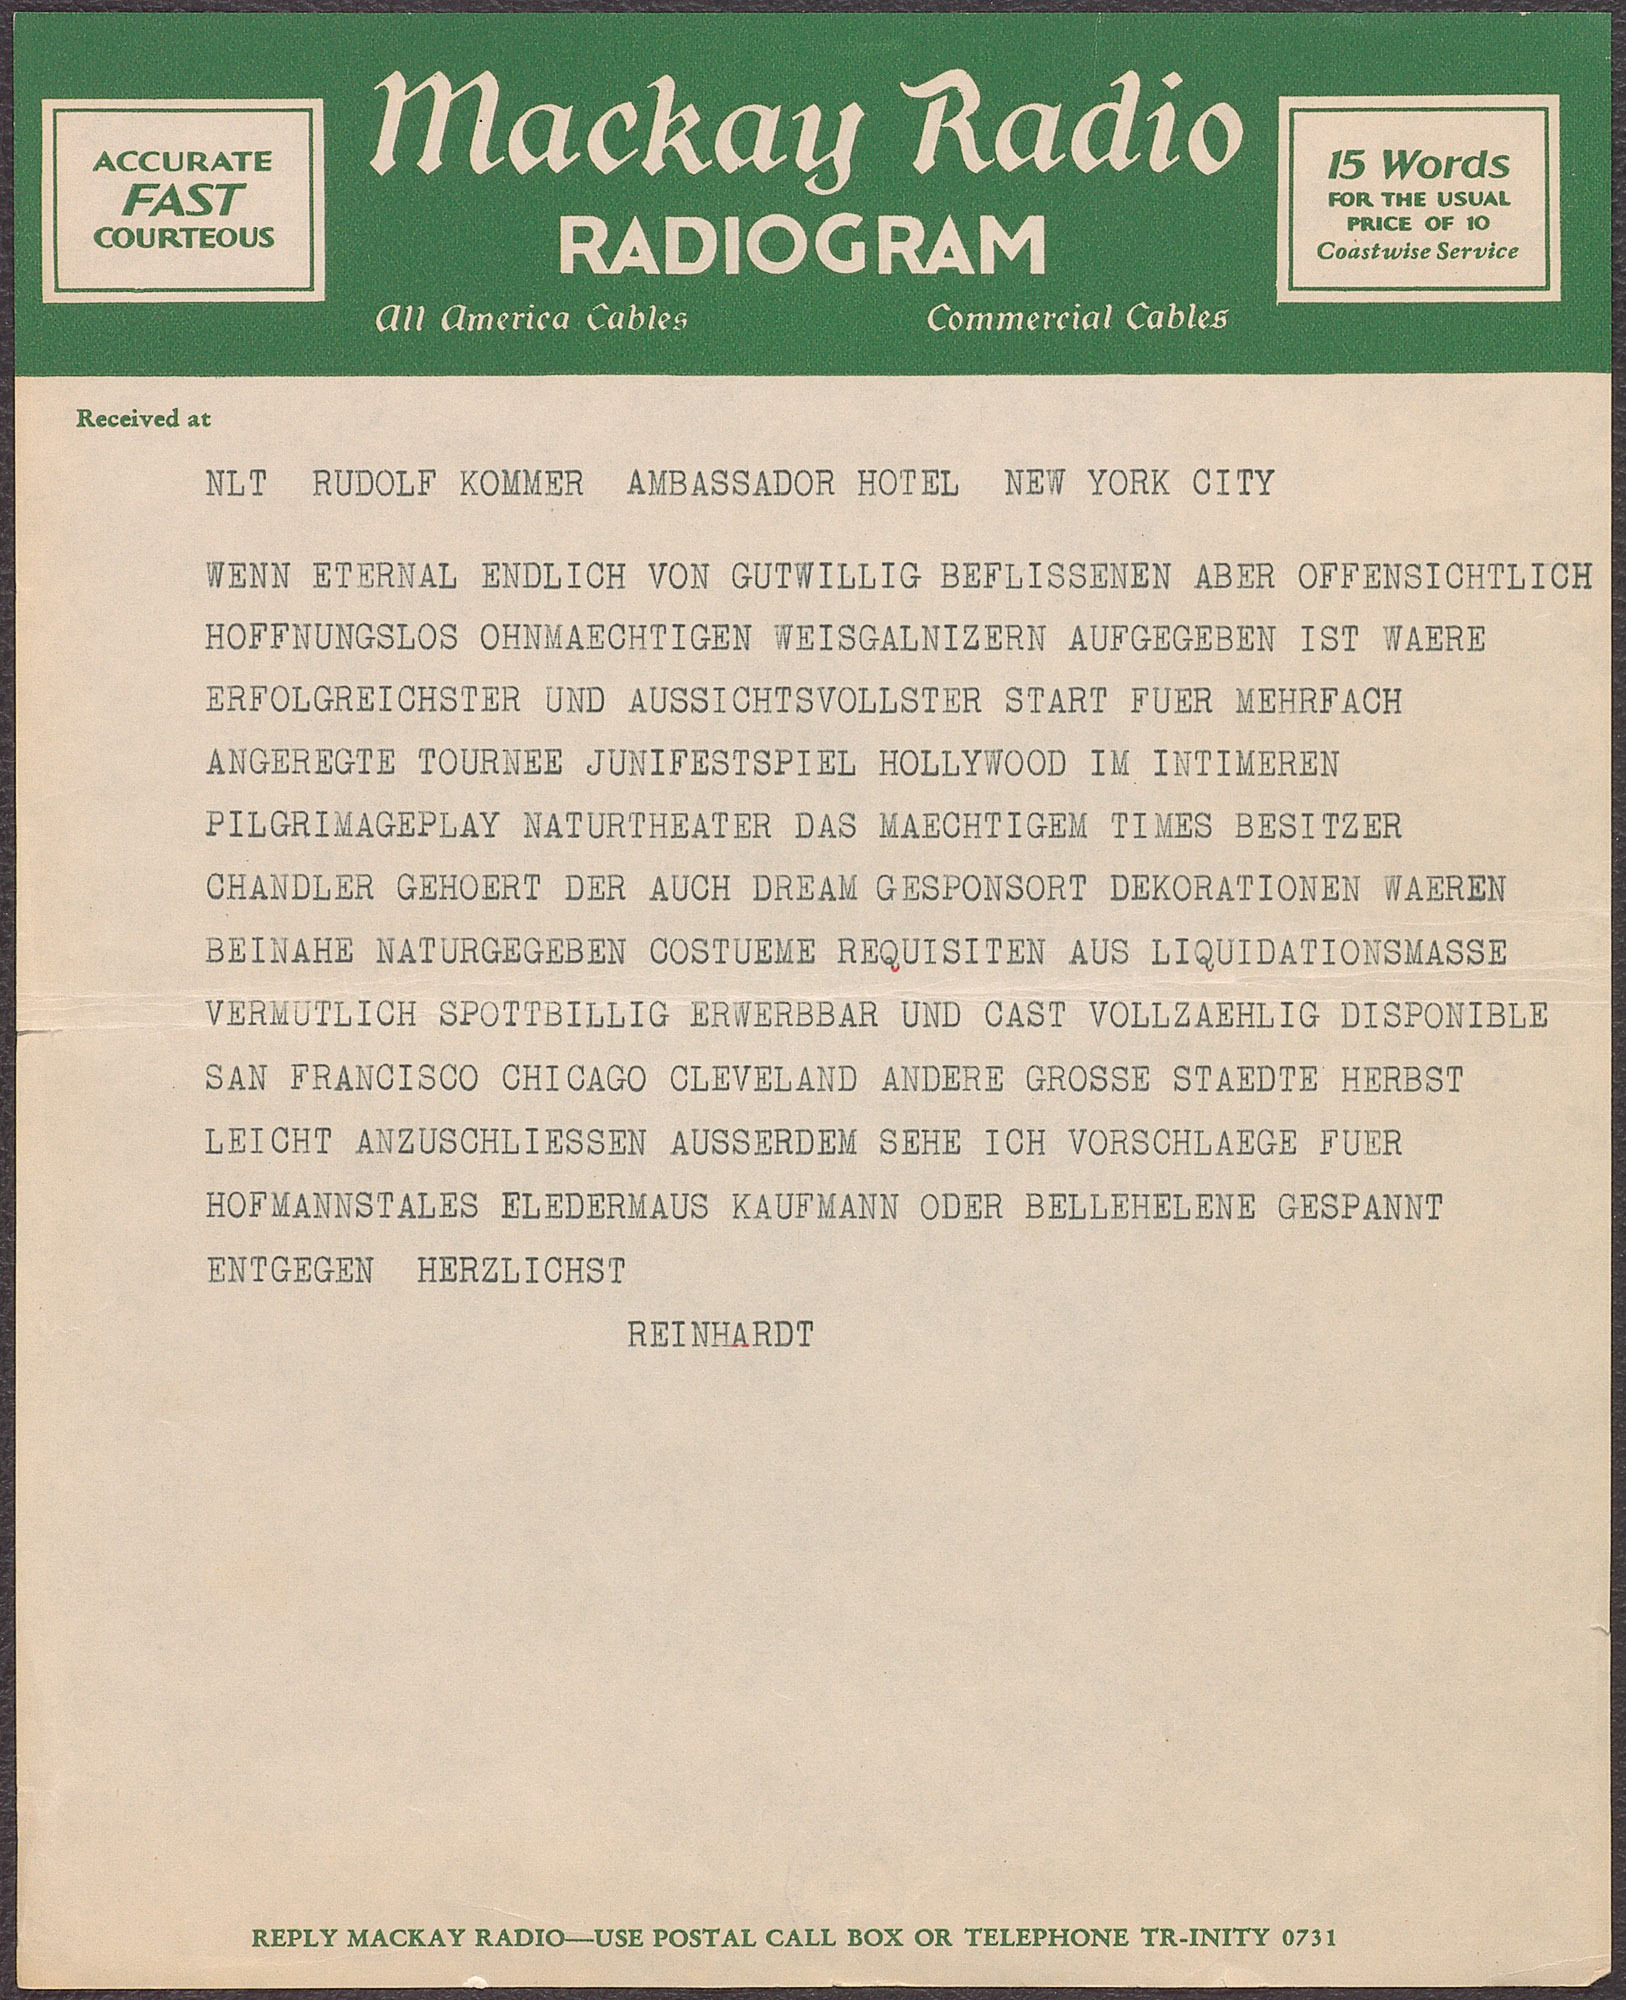 Mackay Radio
RADIOGRAM
All America Cables
Commercial Cables
ACCURATE
FAST
COURTEOUS
15 Words
FOR THE USUAL
PRICE OF 10
Coastwise Service
Received at
NLT RUDOLF KOMMER AMBASSADOR HOTEL NEW YORK CITY
WENN ETERNAL ENDLICH VON GUTWILLIG BEFLISSENEN ABER OFFENSICHTLICH
HOFFNUNGSLOS OHNMAECHTIGEN WEISGALNIZERN AUFGEGEBEN IST WAERE
ERFOLGREICHSTER UND AUSSICHTSVOLLSTER START FUER MEHRFACH
ANGEREGTE TOURNEE JUNIFESTSPIEL HOLLYWOOD IM INTIMEREN
PILGRIMAGEPLAY NATURTHEATER DAS MAECHTIGEM TIMES BESITZER
CHANDLER GEHOERT DER AUCH DREAM GESPONSORT DEKORATIONEN WAEREN
BEINAHE NATURGEGEBEN COSTUEME REQUISITEN AUS LIQUIDATIONSMASSE
VERMUTLICH SPOTTBILLIG ERWERBBAR UND CAST VOLLZAEHLIG DISPONIBLE
SAN FRANCISCO CHICAGO CLEVELAND ANDERE GROSSE STAEDTE HERBST
LEICHT ANZUSCHLIESSEN AUSSERDEM SEHE ICH VORSCHLAEGE FUER
HOFMANNSTALES ELEDERMAUS KAUFMANN ODER BELLEHELENE GESPANNT
ENTGEGEN HERZLICHST
REINHARDT
REPLY MACKAY RADIO—USE POSTAL CALL BOX OR TELEPHONE TR-INITY 0731